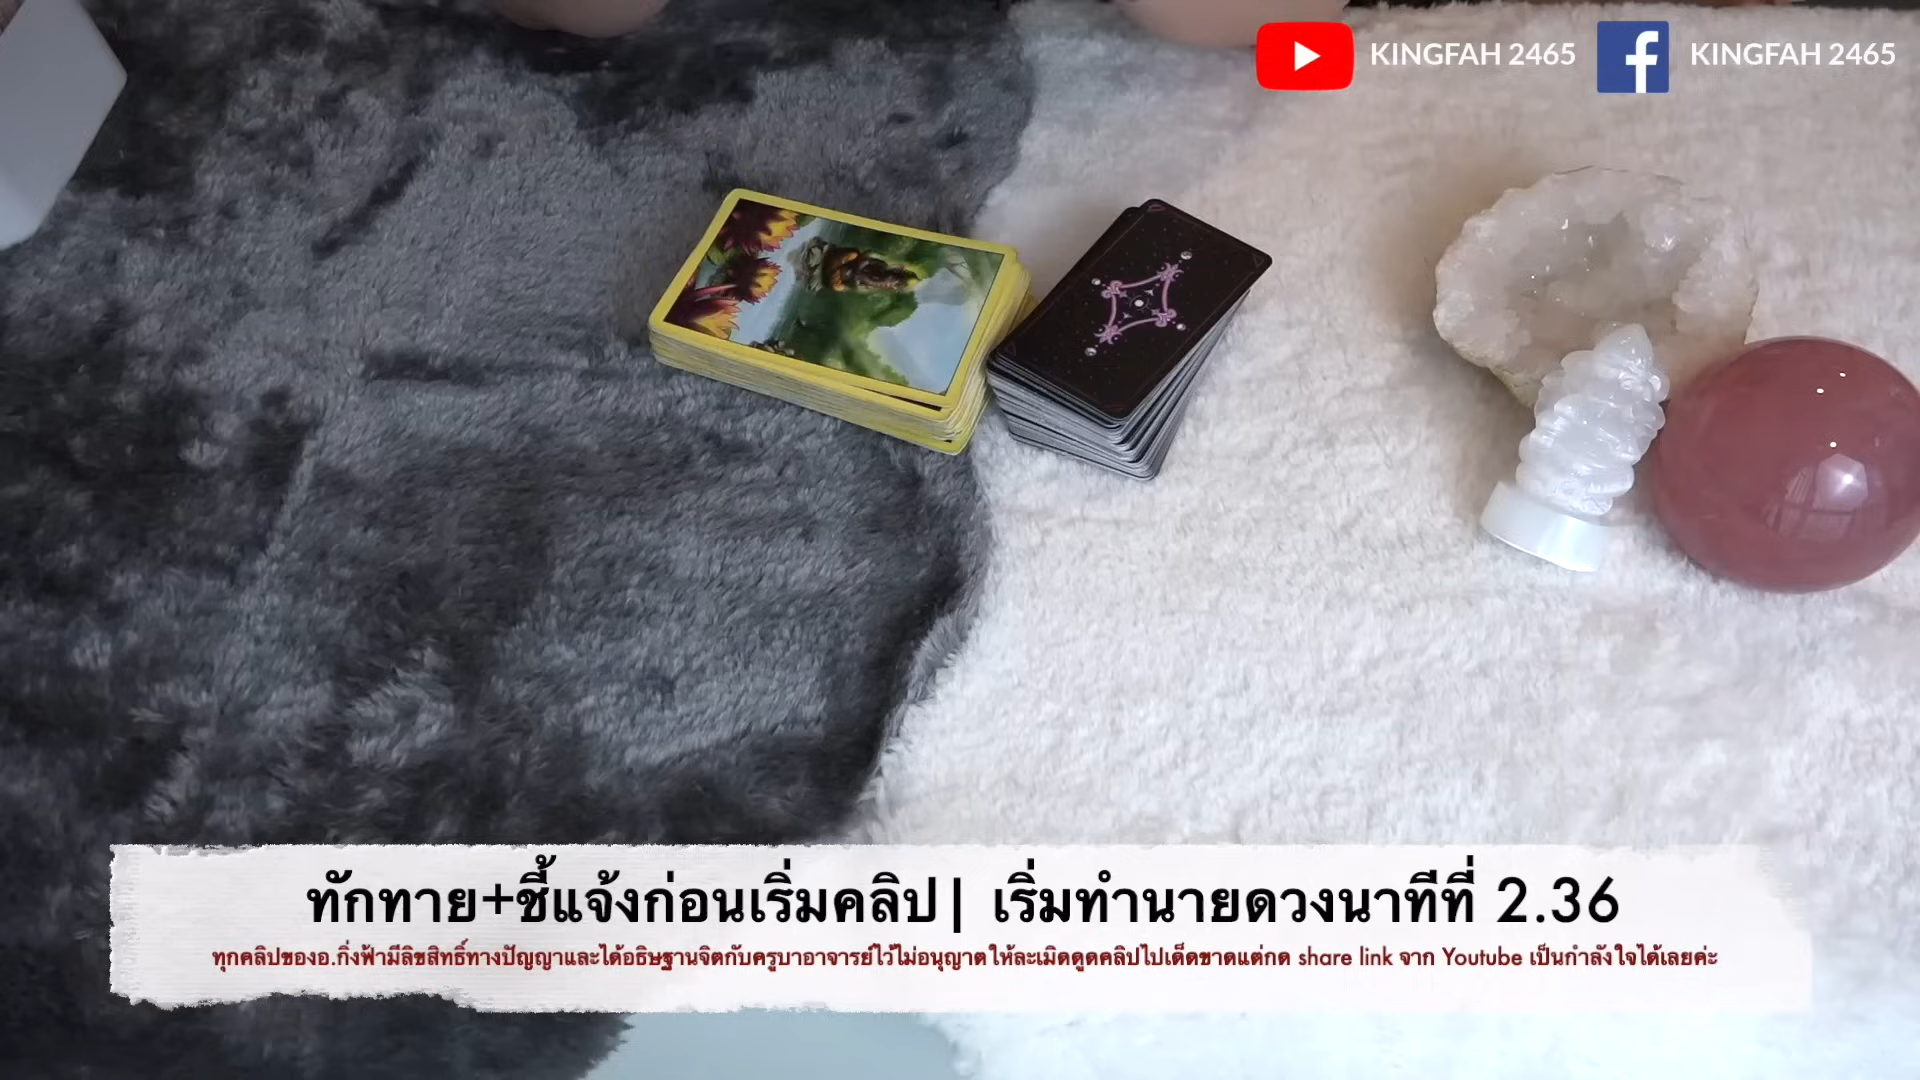 KINGFAH 2465 KINGFAH 2465
ทักทาย+ชี้แจ้งก่อนเริ่มคลิป| เริ่มทำนายดวงนาทีที่ 2.36
ทุกคลิปของอ.กิ่งฟ้ามีลิขสิทธิ์ทางปัญญาและได้อธิษฐานจิตกับครูบาอาจารย์ไว้ไม่อนุญาตให้ละเมิดดูดคลิปไปเด็ดขาดแต่กด share link จาก Youtube เป็นกำลังใจได้เลยค่ะ